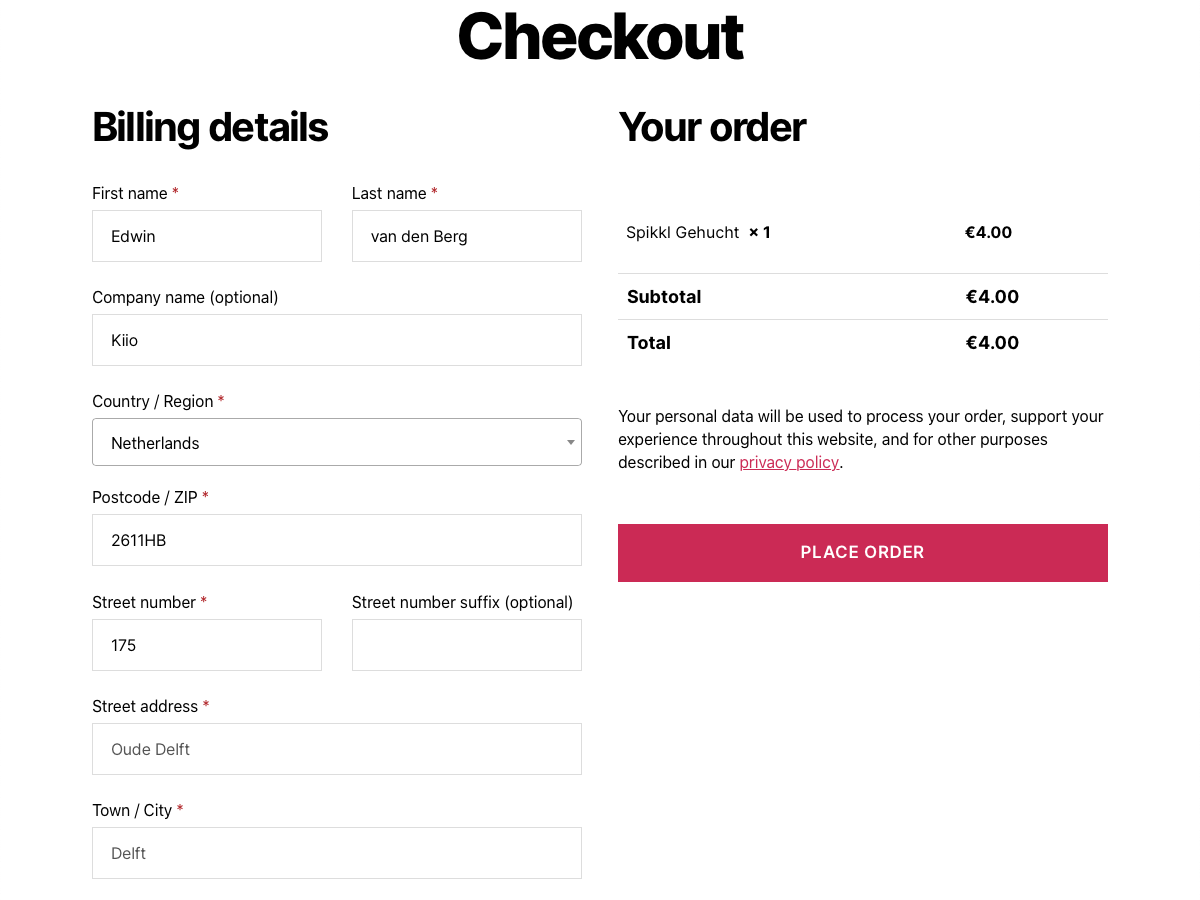 Checkout
Billing details
First name *
Last name *
Edwin
van den Berg
Company name (optional)
Kiio
Country / Region *
Netherlands
Postcode / ZIP *
2611HB
Street number *
Street number suffix (optional)
175
Street address *
Oude Delft
Town / City *
Delft
Your order
Spikkl Gehucht × 1 €4.00
Subtotal €4.00
Total €4.00
Your personal data will be used to process your order, support your
experience throughout this website, and for other purposes
described in our privacy policy.
PLACE ORDER